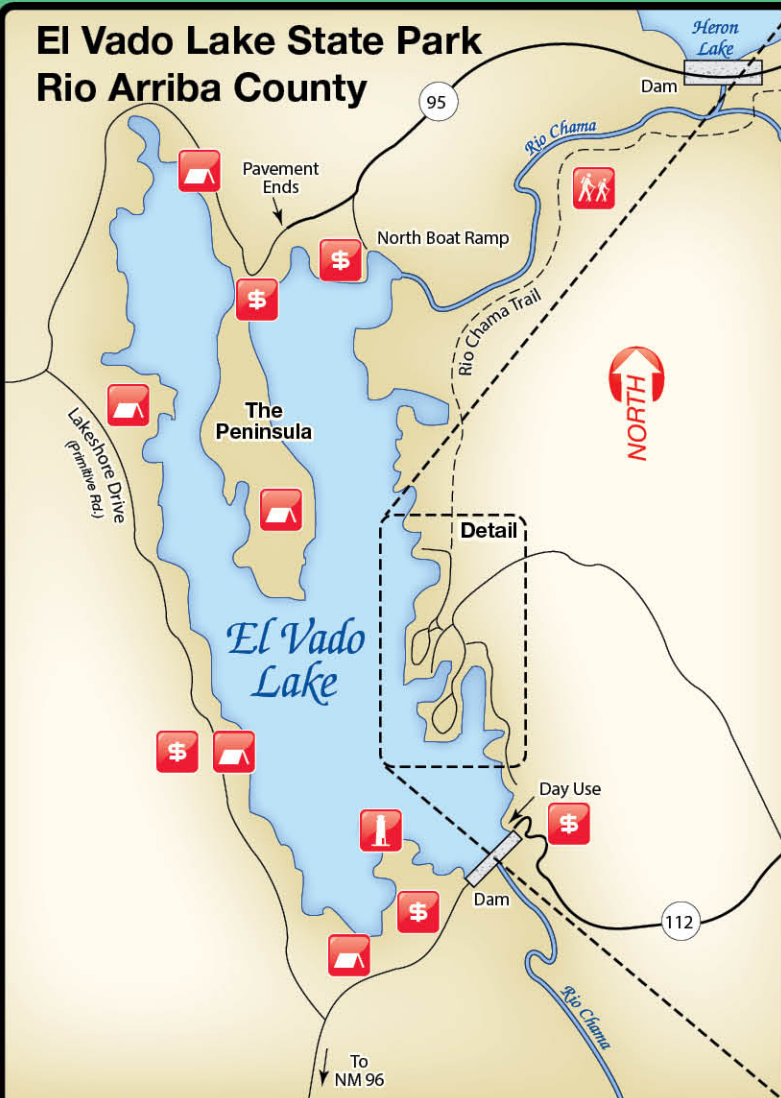 El Vado Lake State Park
Rio Arriba County
Heron
Lake
Dam
95
Rio Chama
Pavement
Ends
$
North Boat Ramp
$
Rio Chama Trail
NORTH
The
Peninsula
Lakeshore Drive
(Primitive Rd.)
Detail
El Vado
Lake
$
Day Use
$
Dam
$
112
Rio Chama
To
NM 96